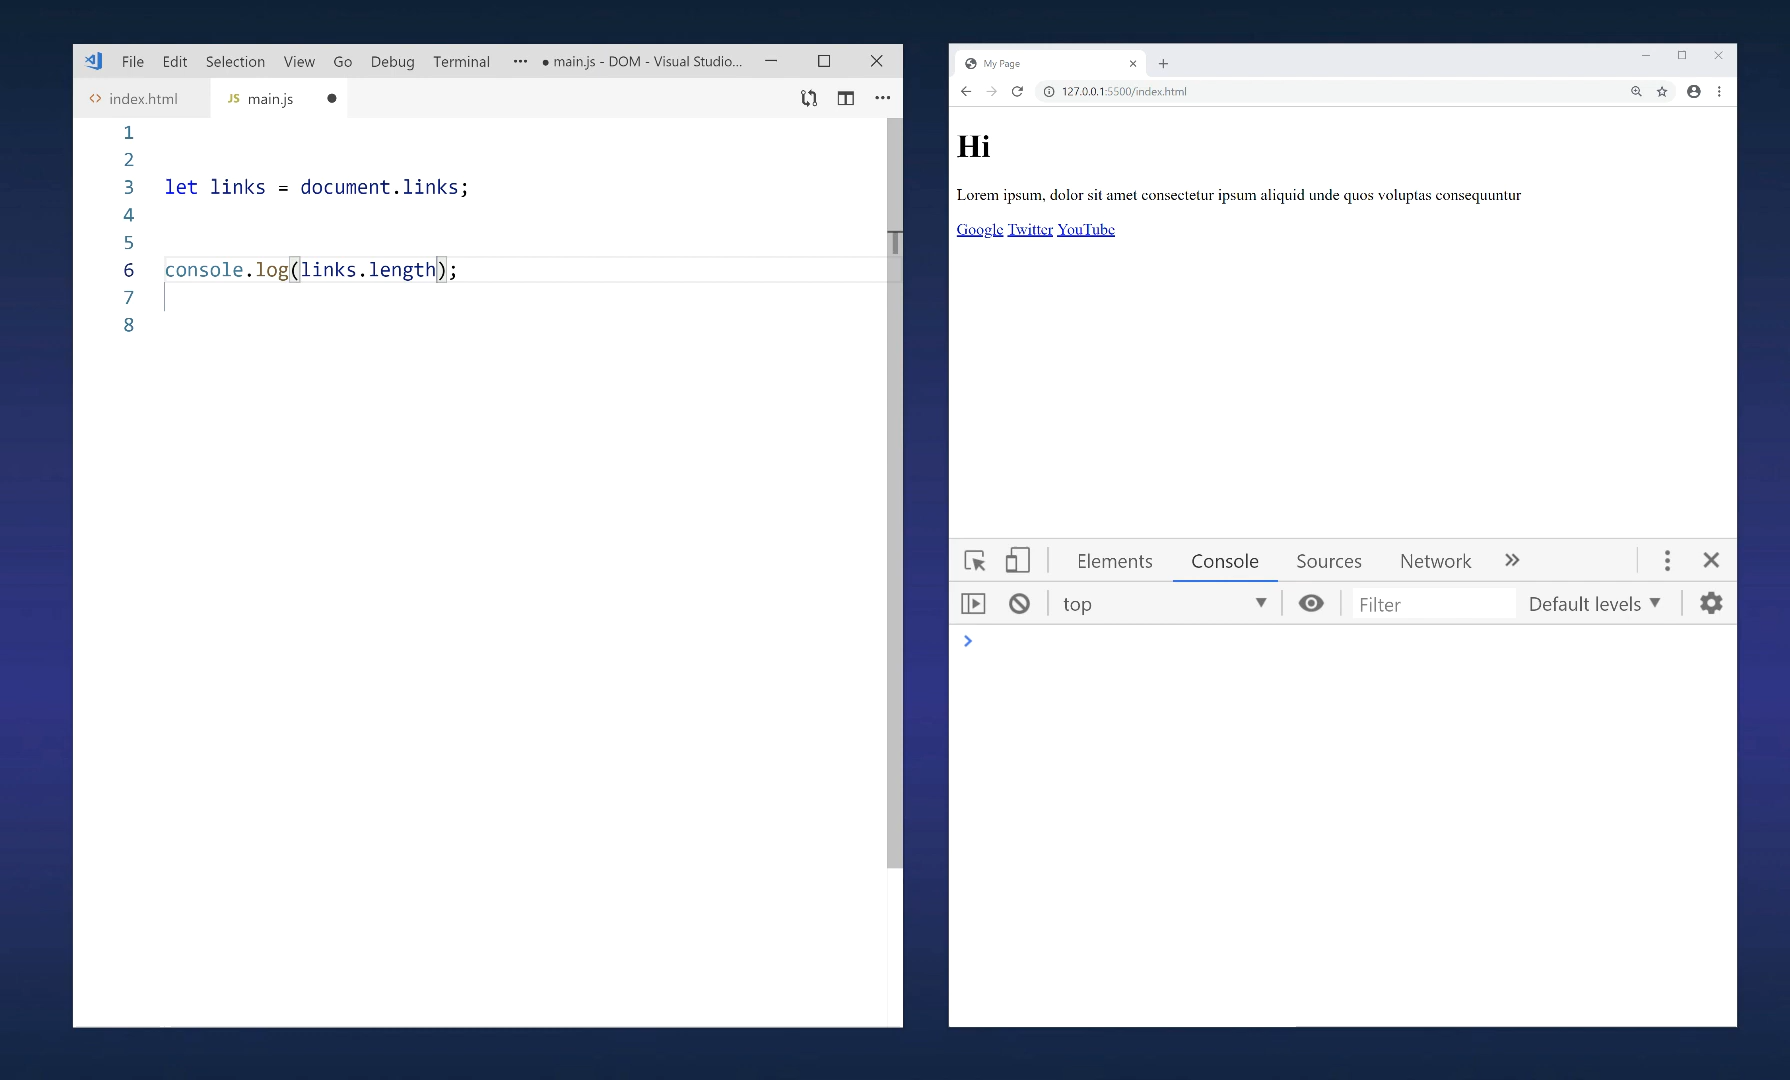 File Edit Selection View Go Debug Terminal ··· ● main.js - DOM - Visual Studio...
<> index.html JS main.js ●
1
2
3 let links = document.links;
4
5
6 console.log(links.length);
7
8
My Page
127.0.0.1:5500/index.html
Hi
Lorem ipsum, dolor sit amet consectetur ipsum aliquid unde quos voluptas consequuntur
Google Twitter YouTube
Elements Console Sources Network »
top Filter Default levels
>